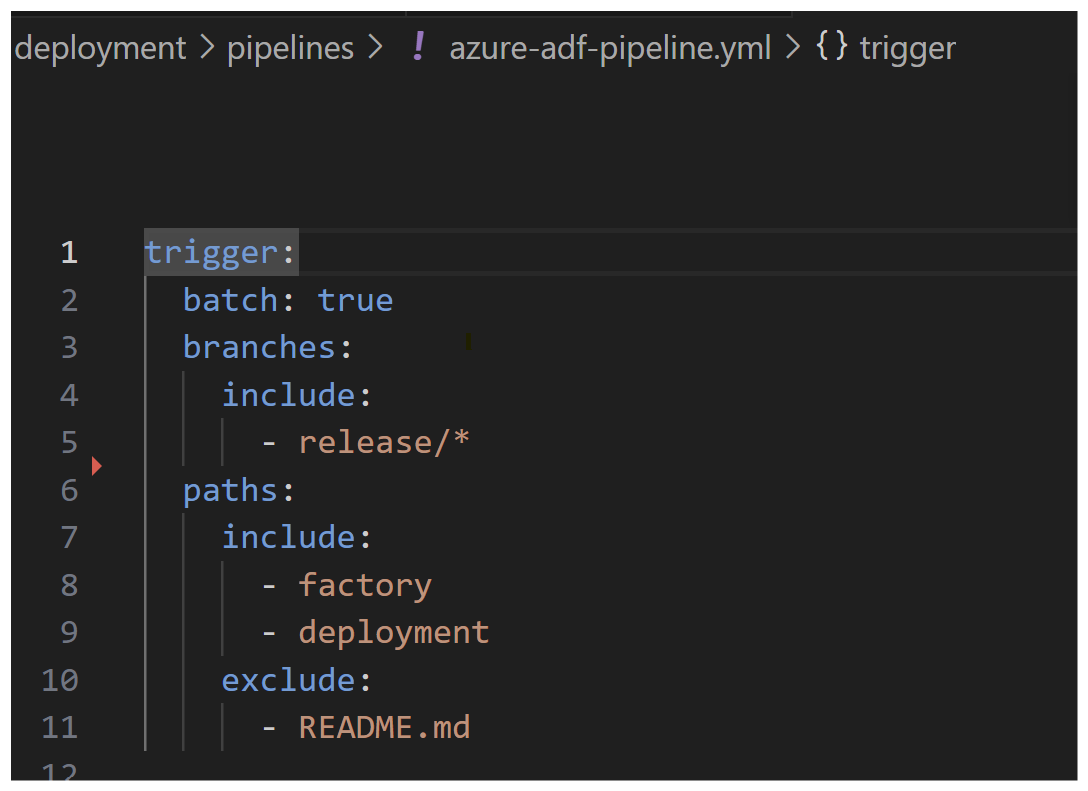 deployment > pipelines > ! azure-adf-pipeline.yml > {} trigger
1 trigger:
2   batch: true
3   branches:
4     include:
5       - release/*
6   paths:
7     include:
8       - factory
9       - deployment
10     exclude:
11       - README.md
12